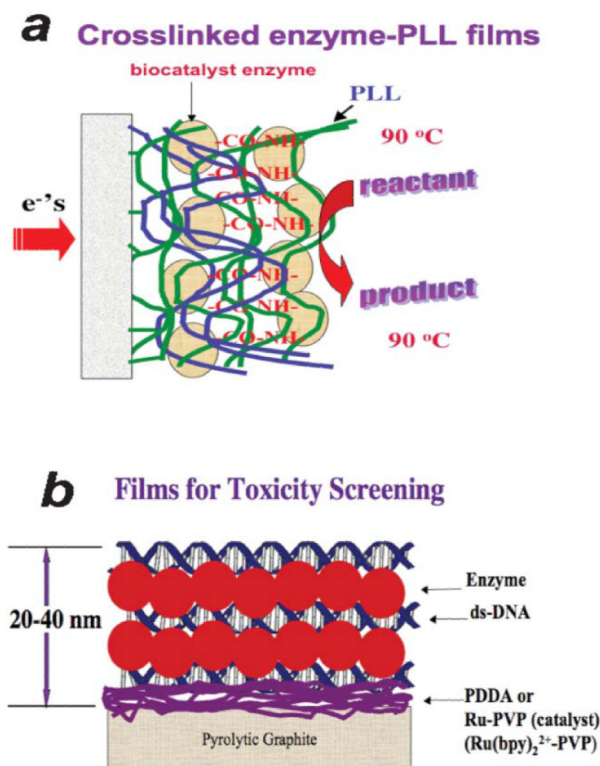 a Crosslinked enzyme-PLL films
biocatalyst enzyme
PLL
90 °C
-CO-NH-
-CO-NH-
-CO-NH-
-CO-NH-
-CO-NH-
-CO-NH-
-CO-NH-
reactant
e⁻'s
product
90 °C
b Films for Toxicity Screening
20-40 nm
Enzyme
ds-DNA
PDDA or
Ru-PVP (catalyst)
(Ru(bpy)₂²⁺-PVP)
Pyrolytic Graphite